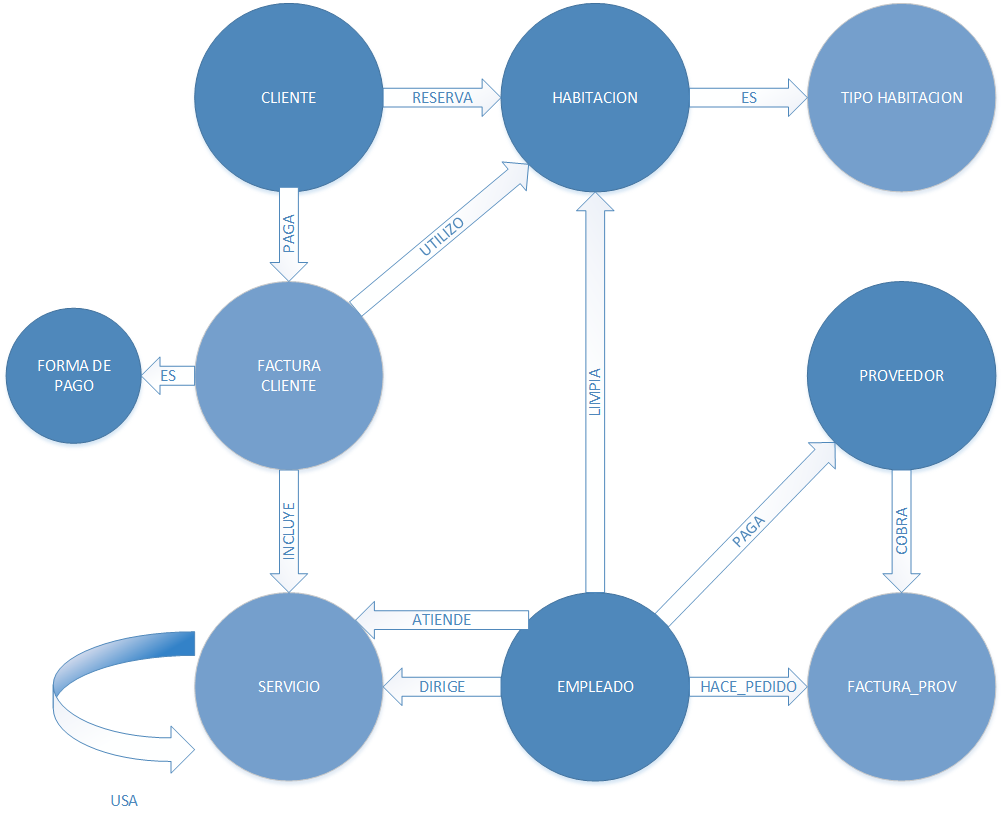 CLIENTE
RESERVA
HABITACION
ES
TIPO HABITACION
PAGA
UTILIZO
FORMA DE
PAGO
ES
FACTURA
CLIENTE
LIMPIA
PROVEEDOR
INCLUYE
PAGA
COBRA
ATIENDE
SERVICIO
DIRIGE
EMPLEADO
HACE_PEDIDO
FACTURA_PROV
USA